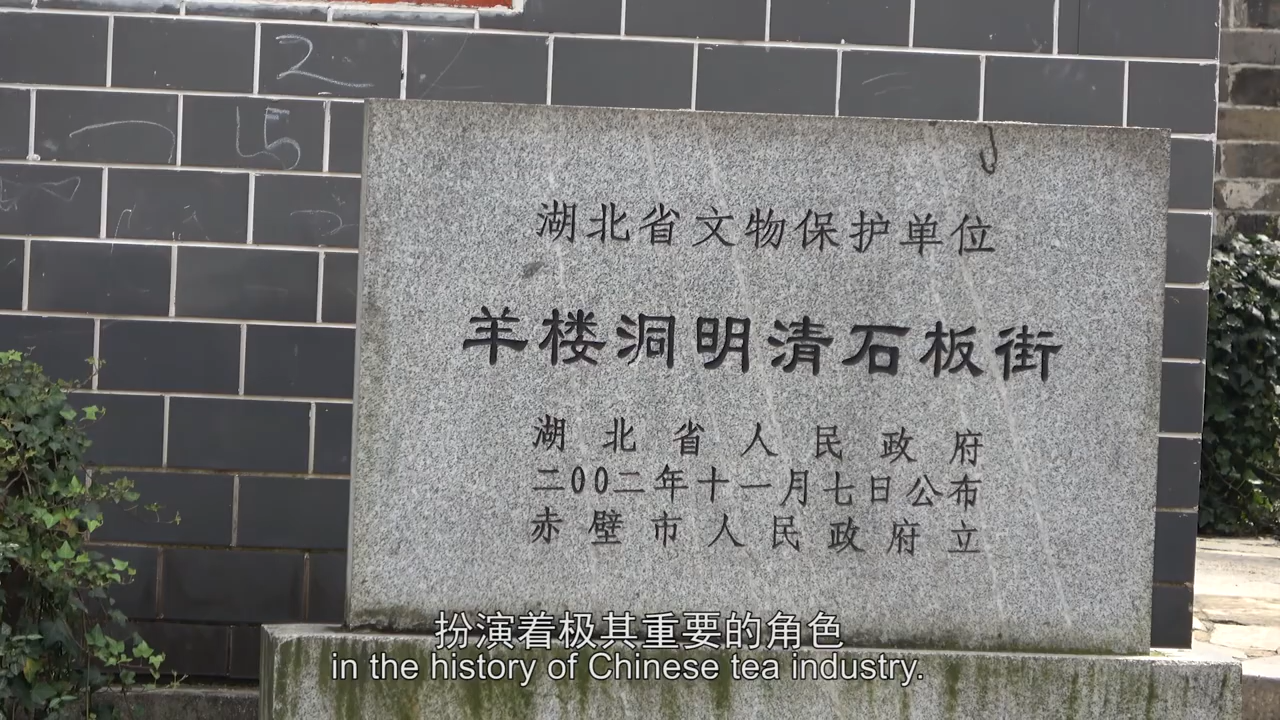 2
5
湖北省文物保护单位
羊楼洞明清石板街
湖北省人民政府
二00二年十一月七日公布
赤壁市人民政府立
扮演着极其重要的角色
in the history of Chinese tea industry.